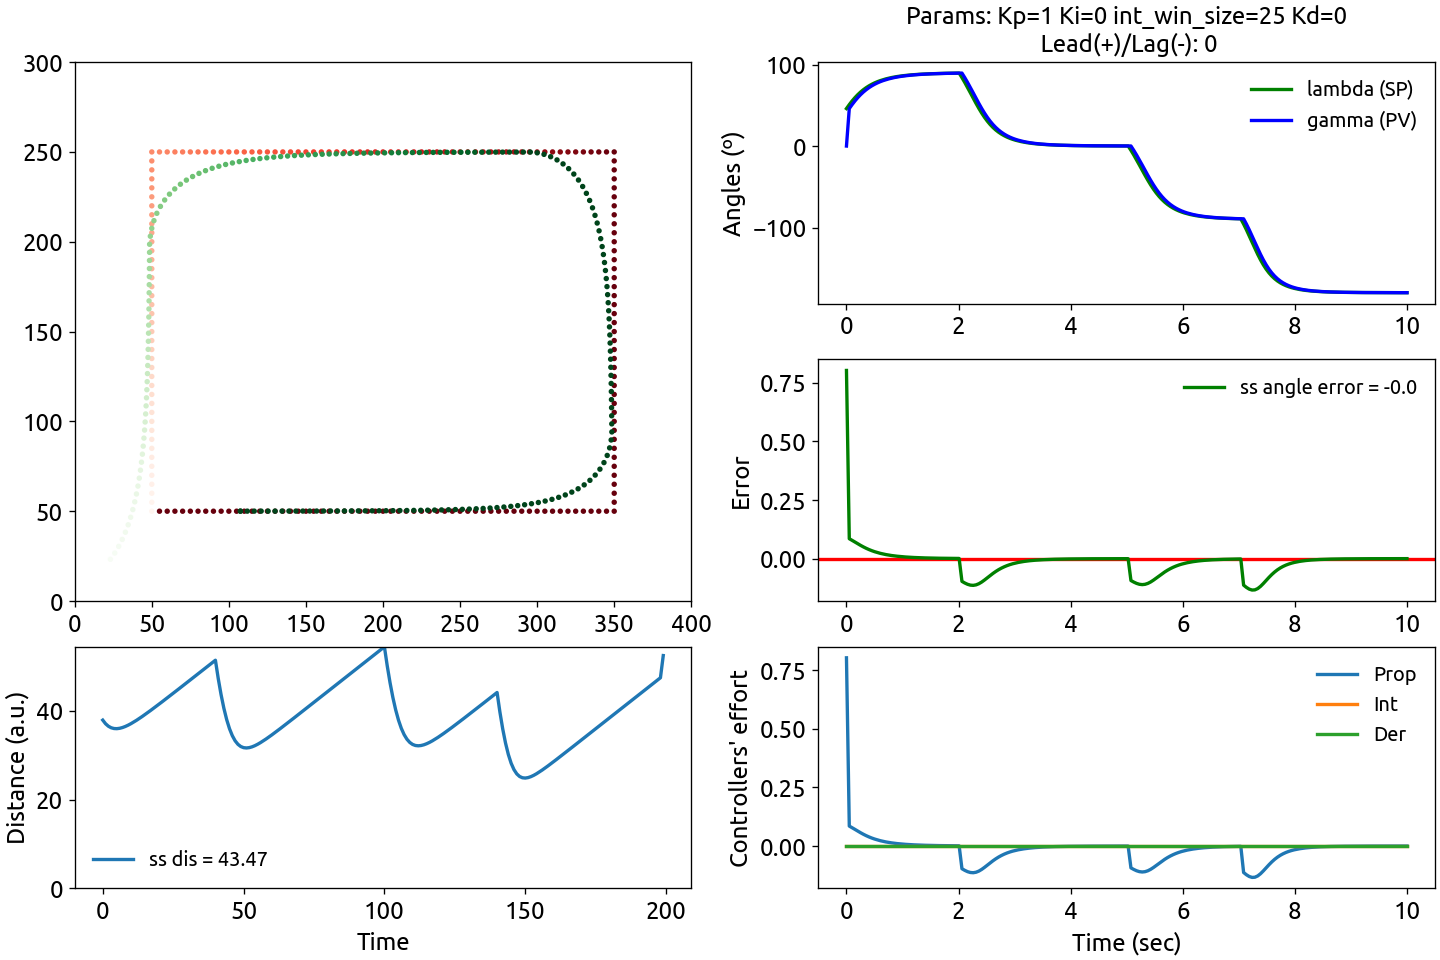 Params: Kp=1 Ki=0 int_win_size=25 Kd=0
Lead(+)/Lag(-): 0
300
250
200
150
100
50
0
0 50 100 150 200 250 300 350 400
100
0
−100
Angles (º)
lambda (SP)
gamma (PV)
0 2 4 6 8 10
0.75
0.50
0.25
0.00
Error
ss angle error = -0.0
0 2 4 6 8 10
40
20
0
Distance (a.u.)
ss dis = 43.47
0 50 100 150 200
Time
0.75
0.50
0.25
0.00
Controllers' effort
Prop
Int
Der
0 2 4 6 8 10
Time (sec)